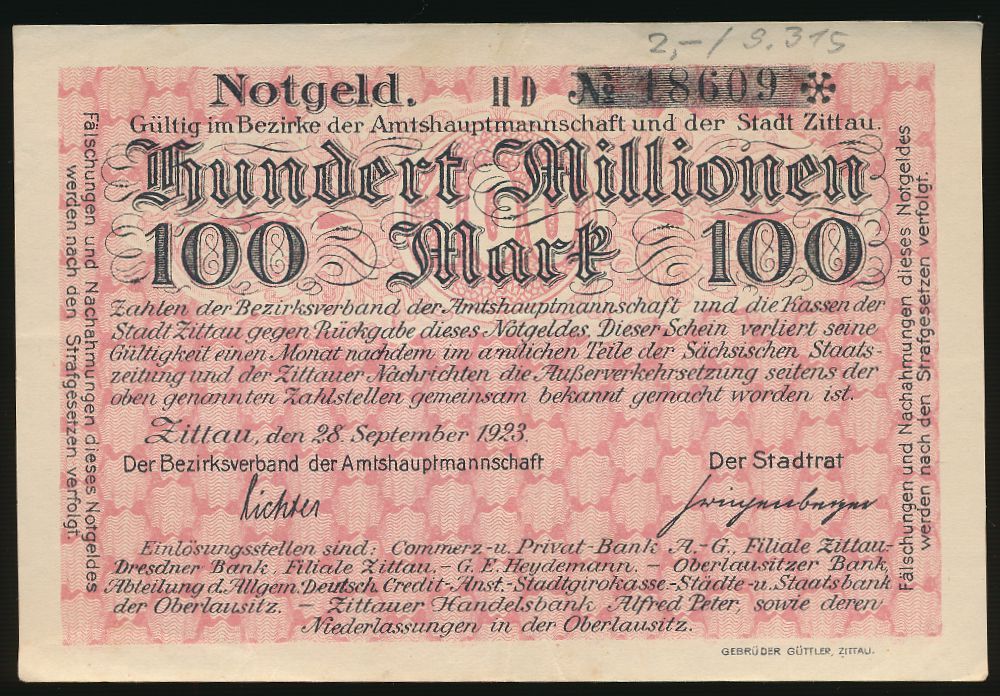 2,-/S. 315
Notgeld. HD № 18609
Gültig im Bezirke der Amtshauptmannschaft und der Stadt Zittau.
Hundert Millionen
100 Mark 100
Zahlen der Bezirksverband der Amtshauptmannschaft und die Kassen der
Stadt Zittau gegen Rückgabe dieses Notgeldes. Dieser Schein verliert seine
Gültigkeit einen Monat nachdem im amtlichen Teile der Sächsischen Staats-
zeitung und der Zittauer Nachrichten die Außerverkehrsetzung seitens der
oben genannten Zahlstellen gemeinsam bekannt gemacht worden ist.
Zittau, den 28. September 1923.
Der Bezirksverband der Amtshauptmannschaft Der Stadtrat
Richter
Einlösungsstellen sind: Commerz-u. Privat-Bank A.-G., Filiale Zittau-
Dresdner Bank, Filiale Zittau, – G. E. Heydemann. – Oberlausitzer Bank,
Abteilung d. Allgem. Deutsch. Credit-Anst.-Stadtgirokasse-Städte-u. Staatsbank
der Oberlausitz. – Zittauer Handelsbank Alfred Peter, sowie deren
Niederlassungen in der Oberlausitz.
GEBRÜDER GÜTTLER, ZITTAU.
Fälschungen und Nachahmungen dieses Notgeldes
werden nach den Strafgesetzen verfolgt.
Fälschungen und Nachahmungen dieses Notgeldes
werden nach den Strafgesetzen verfolgt.